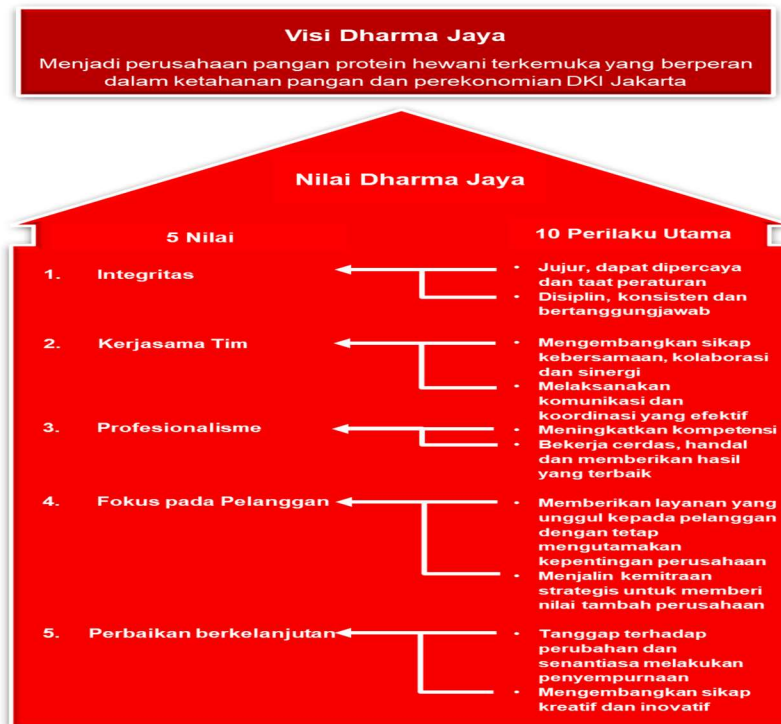 Visi Dharma Jaya
Menjadi perusahaan pangan protein hewani terkemuka yang berperan
dalam ketahanan pangan dan perekonomian DKI Jakarta
Nilai Dharma Jaya
5 Nilai
10 Perilaku Utama
1. Integritas
• Jujur, dapat dipercaya
dan taat peraturan
• Disiplin, konsisten dan
bertanggungjawab
2. Kerjasama Tim
• Mengembangkan sikap
kebersamaan, kolaborasi
dan sinergi
• Melaksanakan
komunikasi dan
koordinasi yang efektif
3. Profesionalisme
• Meningkatkan kompetensi
• Bekerja cerdas, handal
dan memberikan hasil
yang terbaik
4. Fokus pada Pelanggan
• Memberikan layanan yang
unggul kepada pelanggan
dengan tetap
mengutamakan
kepentingan perusahaan
• Menjalin kemitraan
strategis untuk memberi
nilai tambah perusahaan
5. Perbaikan berkelanjutan
• Tanggap terhadap
perubahan dan
senantiasa melakukan
penyempurnaan
• Mengembangkan sikap
kreatif dan inovatif